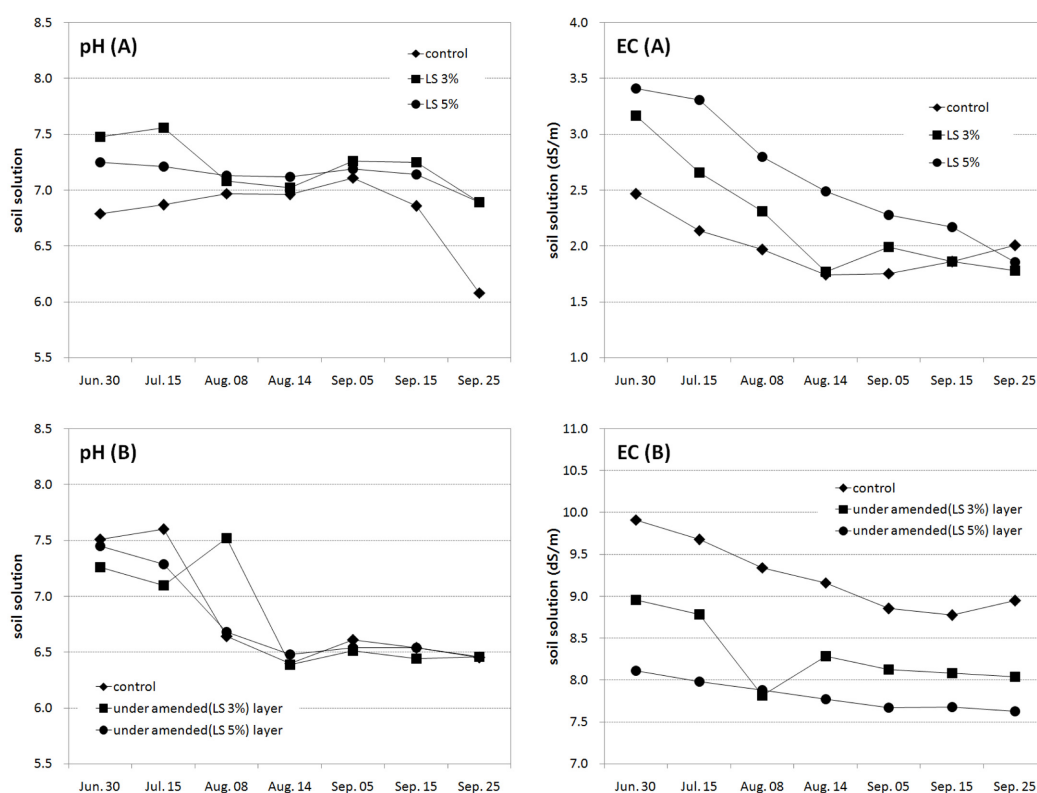 pH (A)
control
LS 3%
LS 5%
soil solution
8.5
8.0
7.5
7.0
6.5
6.0
5.5
Jun. 30 Jul. 15 Aug. 08 Aug. 14 Sep. 05 Sep. 15 Sep. 25
EC (A)
control
LS 3%
LS 5%
soil solution (dS/m)
4.0
3.5
3.0
2.5
2.0
1.5
1.0
Jun. 30 Jul. 15 Aug. 08 Aug. 14 Sep. 05 Sep. 15 Sep. 25
pH (B)
control
under amended(LS 3%) layer
under amended(LS 5%) layer
soil solution
8.5
8.0
7.5
7.0
6.5
6.0
5.5
Jun. 30 Jul. 15 Aug. 08 Aug. 14 Sep. 05 Sep. 15 Sep. 25
EC (B)
control
under amended(LS 3%) layer
under amended(LS 5%) layer
soil solution (dS/m)
11.0
10.5
10.0
9.5
9.0
8.5
8.0
7.5
7.0
Jun. 30 Jul. 15 Aug. 08 Aug. 14 Sep. 05 Sep. 15 Sep. 25